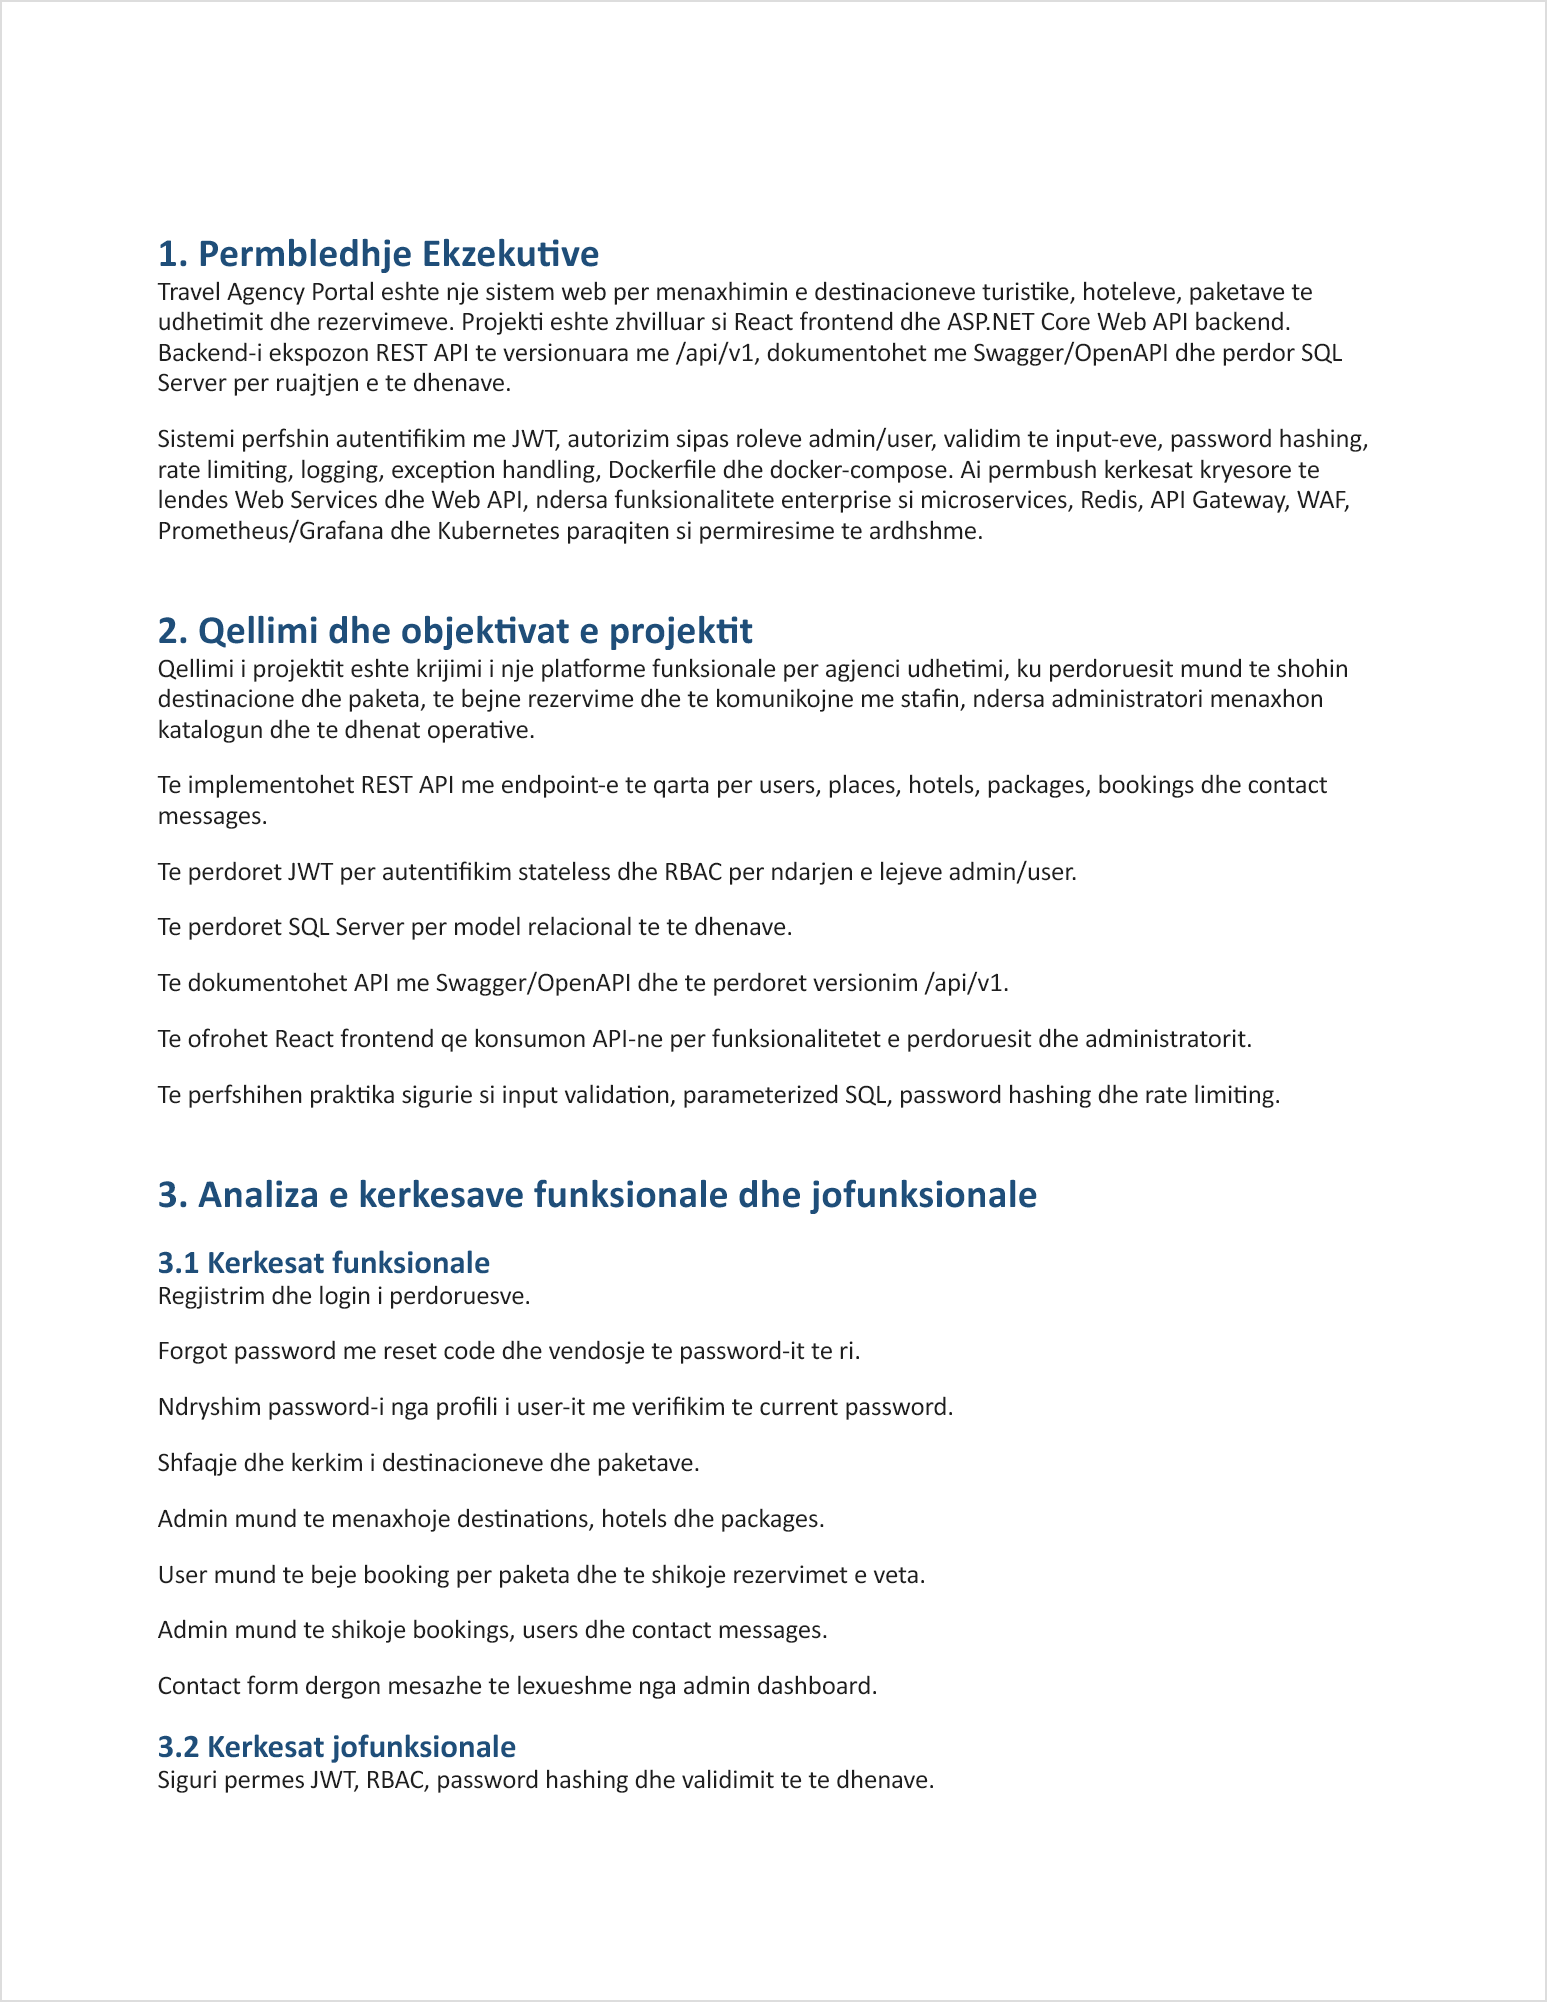 1. Permbledhje Ekzekutive
Travel Agency Portal eshte nje sistem web per menaxhimin e destinacioneve turistike, hoteleve, paketave te
udhetimit dhe rezervimeve. Projekti eshte zhvilluar si React frontend dhe ASP.NET Core Web API backend.
Backend-i ekspozon REST API te versionuara me /api/v1, dokumentohet me Swagger/OpenAPI dhe perdor SQL
Server per ruajtjen e te dhenave.
Sistemi perfshin autentifikim me JWT, autorizim sipas roleve admin/user, validim te input-eve, password hashing,
rate limiting, logging, exception handling, Dockerfile dhe docker-compose. Ai permbush kerkesat kryesore te
lendes Web Services dhe Web API, ndersa funksionalitete enterprise si microservices, Redis, API Gateway, WAF,
Prometheus/Grafana dhe Kubernetes paraqiten si permiresime te ardhshme.
2. Qellimi dhe objektivat e projektit
Qellimi i projektit eshte krijimi i nje platforme funksionale per agjenci udhetimi, ku perdoruesit mund te shohin
destinacione dhe paketa, te bejne rezervime dhe te komunikojne me stafin, ndersa administratori menaxhon
katalogun dhe te dhenat operative.
Te implementohet REST API me endpoint-e te qarta per users, places, hotels, packages, bookings dhe contact
messages.
Te perdoret JWT per autentifikim stateless dhe RBAC per ndarjen e lejeve admin/user.
Te perdoret SQL Server per model relacional te te dhenave.
Te dokumentohet API me Swagger/OpenAPI dhe te perdoret versionim /api/v1.
Te ofrohet React frontend qe konsumon API-ne per funksionalitetet e perdoruesit dhe administratorit.
Te perfshihen praktika sigurie si input validation, parameterized SQL, password hashing dhe rate limiting.
3. Analiza e kerkesave funksionale dhe jofunksionale
3.1 Kerkesat funksionale
Regjistrim dhe login i perdoruesve.
Forgot password me reset code dhe vendosje te password-it te ri.
Ndryshim password-i nga profili i user-it me verifikim te current password.
Shfaqje dhe kerkim i destinacioneve dhe paketave.
Admin mund te menaxhoje destinations, hotels dhe packages.
User mund te beje booking per paketa dhe te shikoje rezervimet e veta.
Admin mund te shikoje bookings, users dhe contact messages.
Contact form dergon mesazhe te lexueshme nga admin dashboard.
3.2 Kerkesat jofunksionale
Siguri permes JWT, RBAC, password hashing dhe validimit te te dhenave.